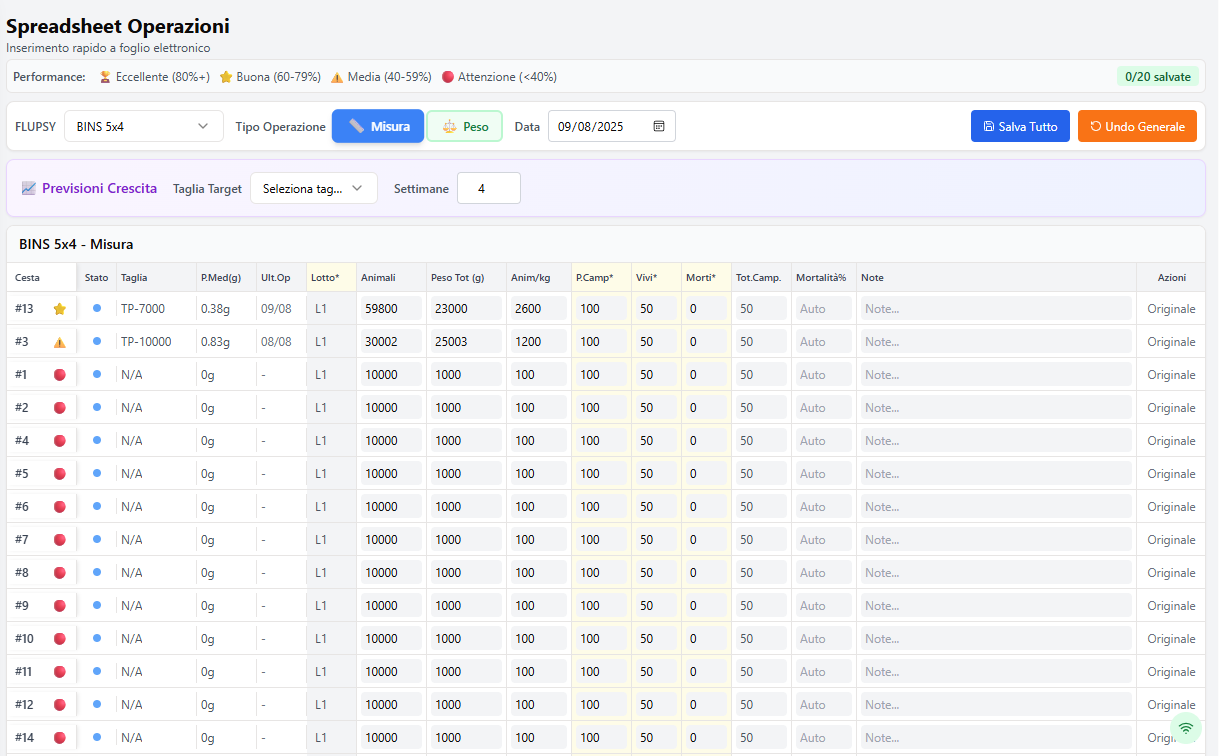 Spreadsheet Operazioni
Inserimento rapido a foglio elettronico
Performance: Eccellente (80%+) Buona (60-79%) Media (40-59%) Attenzione (<40%) 0/20 salvate
FLUPSY BINS 5x4 Tipo Operazione Misura Peso Data 09/08/2025 Salva Tutto Undo Generale
Previsioni Crescita Taglia Target Seleziona tag... Settimane 4
BINS 5x4 - Misura
Cesta Stato Taglia P.Med(g) Ult.Op Lotto* Animali Peso Tot (g) Anim/kg P.Camp* Vivi* Morti* Tot.Camp. Mortalità% Note Azioni
#13 TP-7000 0.38g 09/08 L1 59800 23000 2600 100 50 0 50 Auto Note... Originale
#3 TP-10000 0.83g 08/08 L1 30002 25003 1200 100 50 0 50 Auto Note... Originale
#1 N/A 0g - L1 10000 1000 100 100 50 0 50 Auto Note... Originale
#2 N/A 0g - L1 10000 1000 100 100 50 0 50 Auto Note... Originale
#4 N/A 0g - L1 10000 1000 100 100 50 0 50 Auto Note... Originale
#5 N/A 0g - L1 10000 1000 100 100 50 0 50 Auto Note... Originale
#6 N/A 0g - L1 10000 1000 100 100 50 0 50 Auto Note... Originale
#7 N/A 0g - L1 10000 1000 100 100 50 0 50 Auto Note... Originale
#8 N/A 0g - L1 10000 1000 100 100 50 0 50 Auto Note... Originale
#9 N/A 0g - L1 10000 1000 100 100 50 0 50 Auto Note... Originale
#10 N/A 0g - L1 10000 1000 100 100 50 0 50 Auto Note... Originale
#11 N/A 0g - L1 10000 1000 100 100 50 0 50 Auto Note... Originale
#12 N/A 0g - L1 10000 1000 100 100 50 0 50 Auto Note... Originale
#14 N/A 0g - L1 10000 1000 100 100 50 0 50 Auto Note...